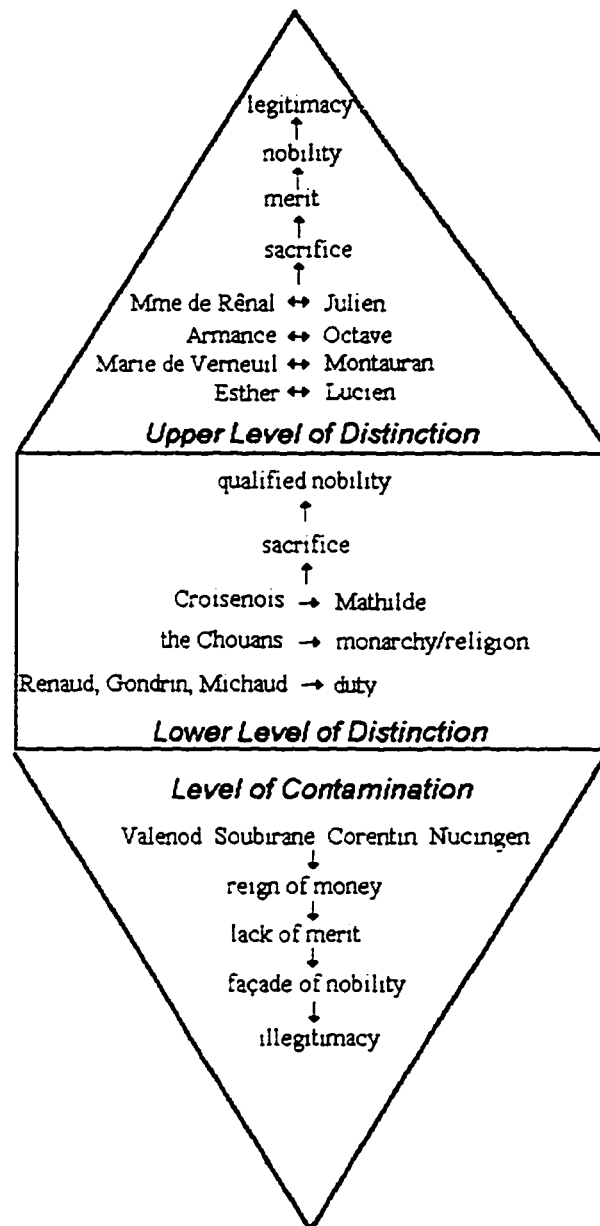 legitimacy
↑
nobility
↑
merit
↑
sacrifice
↑
Mme de Rênal ↔ Julien
Armance ↔ Octave
Marie de Verneuil ↔ Montauran
Esther ↔ Lucien
Upper Level of Distinction
qualified nobility
↑
sacrifice
↑
Croisenois → Mathilde
the Chouans → monarchy/religion
Renaud, Gondrin, Michaud → duty
Lower Level of Distinction
Level of Contamination
Valenod Soubirane Corentin Nucingen
↓
reign of money
↓
lack of merit
↓
façade of nobility
↓
illegitimacy